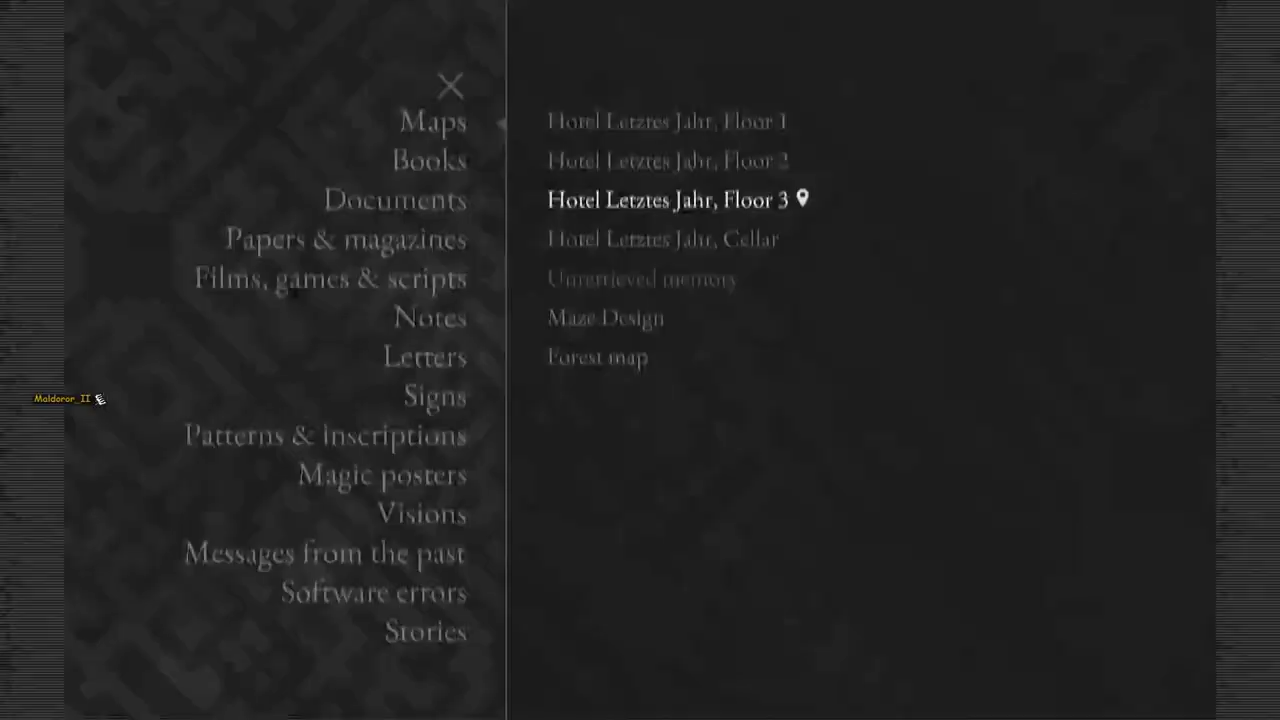 Maps
Books
Documents
Papers & magazines
Films, games & scripts
Notes
Letters
Signs
Patterns & Inscriptions
Magic posters
Visions
Messages from the past
Software errors
Stories
Hotel Letztes Jahr, Floor 1
Hotel Letztes Jahr, Floor 2
Hotel Letztes Jahr, Floor 3
Hotel Letztes Jahr, Cellar
Unretrieved memory
Maze Design
Forest map
Maldoror_II